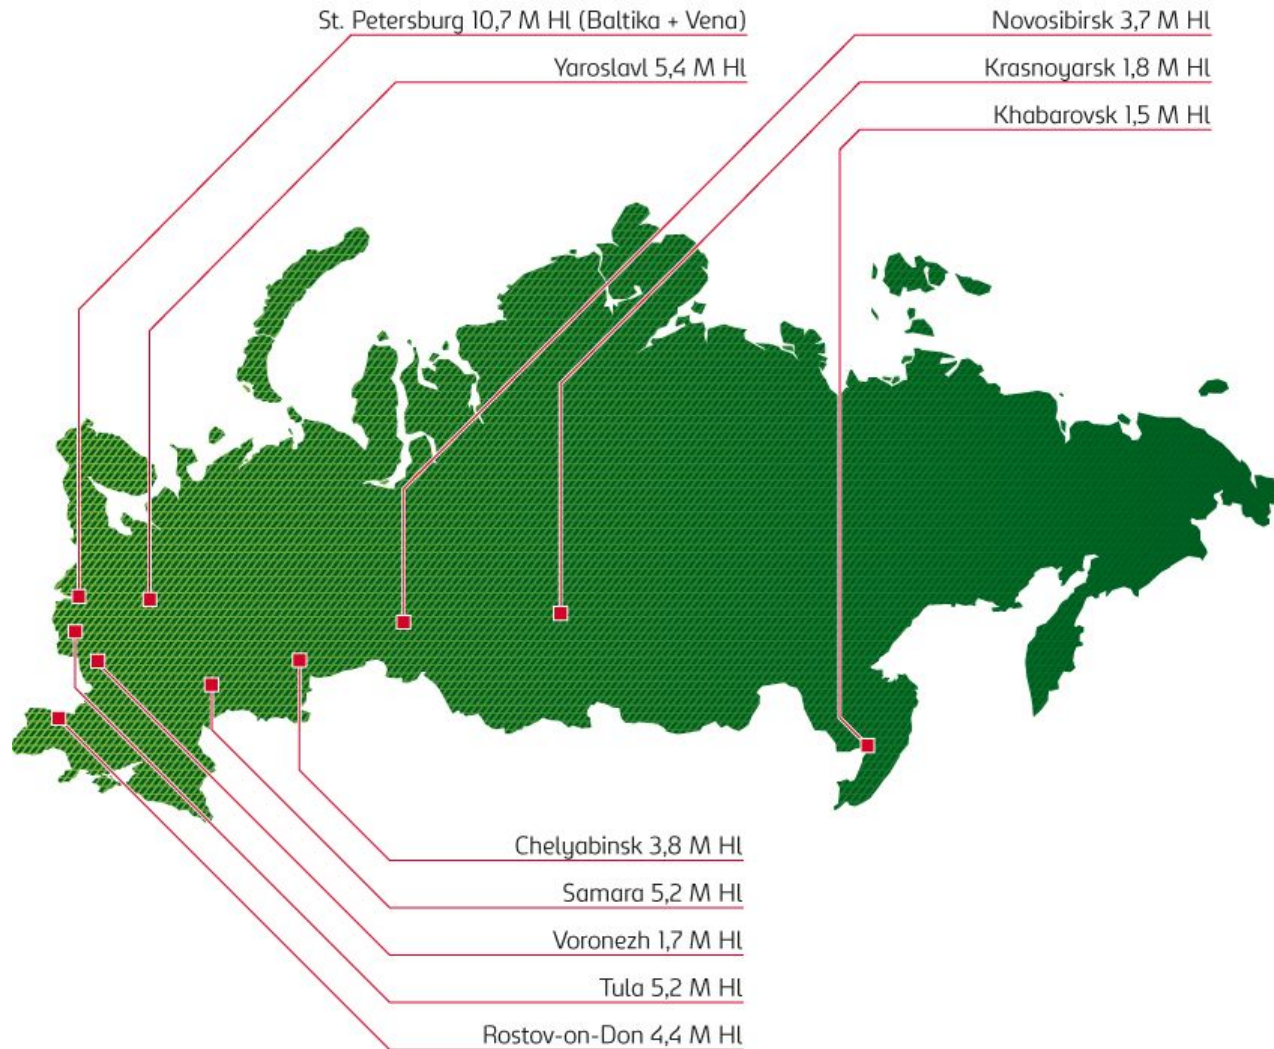 St. Petersburg 10,7 M Hl (Baltika + Vena)
Yaroslavl 5,4 M Hl
Novosibirsk 3,7 M Hl
Krasnoyarsk 1,8 M Hl
Khabarovsk 1,5 M Hl
Chelyabinsk 3,8 M Hl
Samara 5,2 M Hl
Voronezh 1,7 M Hl
Tula 5,2 M Hl
Rostov-on-Don 4,4 M Hl